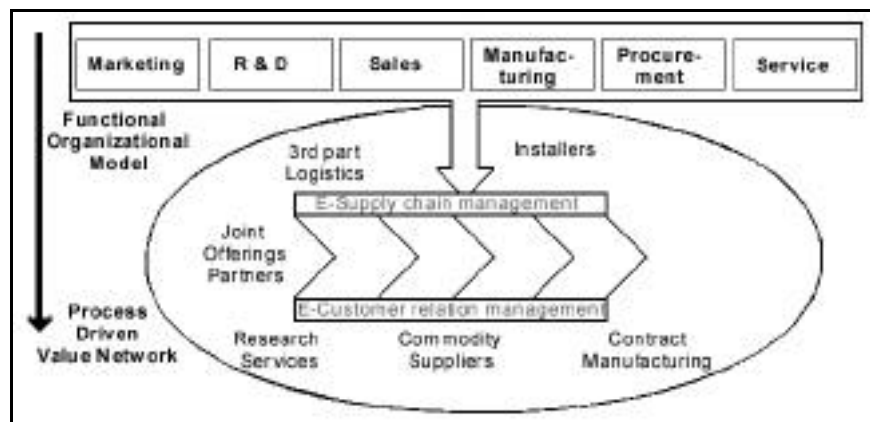 Marketing
R & D
Sales
Manufac-
turing
Procure-
ment
Service
Functional
Organizational
Model
3rd part
Logistics
Installers
E-Supply chain management
Joint
Offerings
Partners
E-Customer relation management
Process
Driven
Value Network
Research
Services
Commodity
Suppliers
Contract
Manufacturing